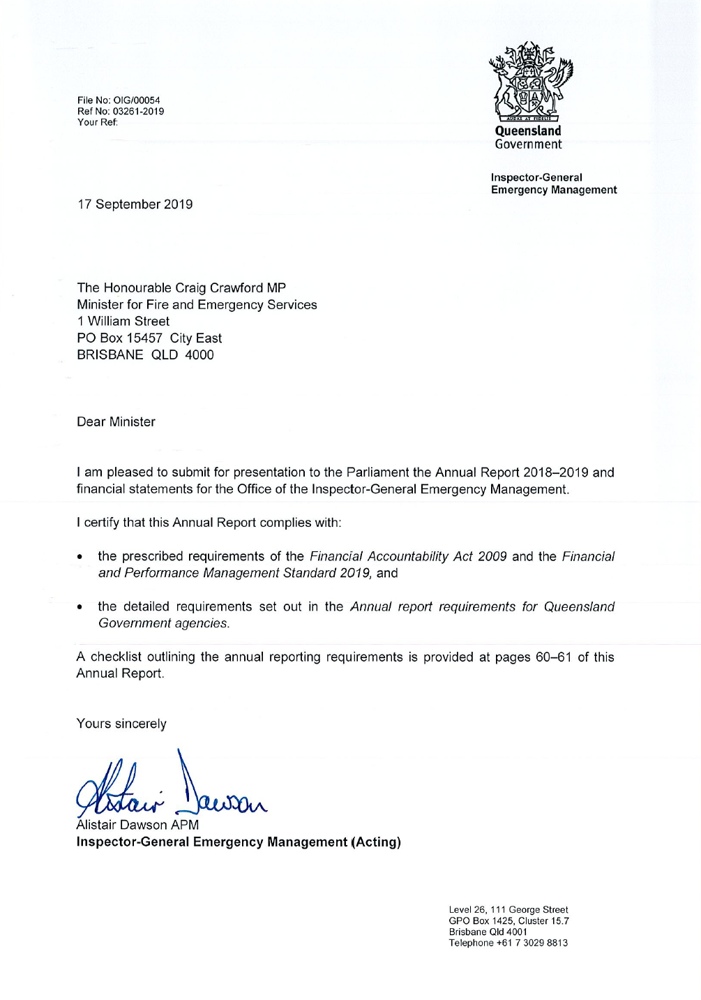 File No: OIG/00054
Ref No: 03261-2019
Your Ref:
AUDAX AT FIDELIS
Queensland
Government
Inspector-General
Emergency Management
17 September 2019
The Honourable Craig Crawford MP
Minister for Fire and Emergency Services
1 William Street
PO Box 15457 City East
BRISBANE QLD 4000
Dear Minister
I am pleased to submit for presentation to the Parliament the Annual Report 2018–2019 and
financial statements for the Office of the Inspector-General Emergency Management.
I certify that this Annual Report complies with:
• the prescribed requirements of the Financial Accountability Act 2009 and the Financial
and Performance Management Standard 2019, and
• the detailed requirements set out in the Annual report requirements for Queensland
Government agencies.
A checklist outlining the annual reporting requirements is provided at pages 60–61 of this
Annual Report.
Yours sincerely
Alistair Dawson
Alistair Dawson APM
Inspector-General Emergency Management (Acting)
Level 26, 111 George Street
GPO Box 1425, Cluster 15.7
Brisbane Qld 4001
Telephone +61 7 3029 8813